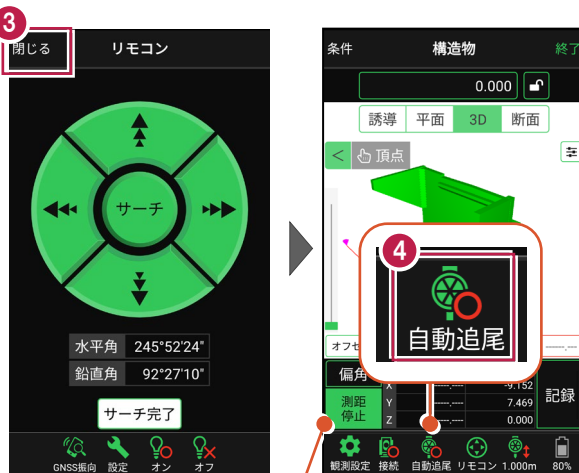 3
閉じる リモコン
サーチ
水平角 245°52'24"
鉛直角 92°27'10"
サーチ完了
GNSS振向 設定 オン オフ
条件 構造物 終了
0.000
誘導 平面 3D 断面
< 頂点
4
自動追尾
オフセ
偏角
X -----.---- -9.152
測距停止 Y -----.---- 7.469
Z -----.---- 0.000
記録
観測設定 接続 自動追尾 リモコン 1.000m 80%